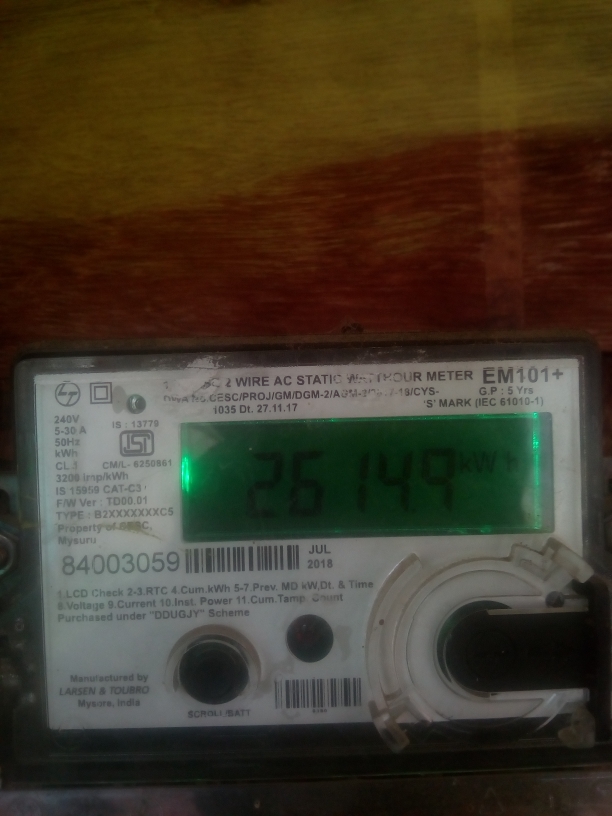 2 WIRE AC STATIC WATTHOUR METER EM101+
1035 Dt. 27.11.17
G.P : 5 Yrs
'S' MARK (IEC 61010-1)
240V
5-30 A
50Hz
kWh
CL.1
3200 imp/kWh
IS : 13779
CM/L- 6250861
IS 15959 CAT-C3
F/W Ver : TD00.01
TYPE : B2XXXXXXXC5
Property of
Mysuru
2614.9 kWh
84003059
JUL
2018
1.LCD Check 2-3.RTC 4.Cum.kWh 5-7.Prev. MD kW,Dt. & Time
8.Voltage 9.Current 10.Inst. Power 11.Cum.Tamp. Count
Purchased under "DDUGJY" Scheme
Manufactured by
LARSEN & TOUBRO
Mysore, India
SCROLL/BATT